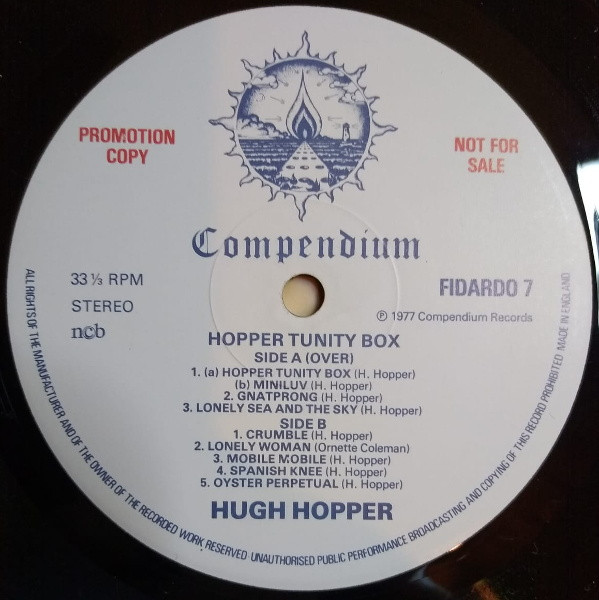 PROMOTION
COPY
NOT FOR
SALE
Compendium
33 ⅓ RPM
STEREO
ncb
FIDARDO 7
℗ 1977 Compendium Records
HOPPER TUNITY BOX
SIDE A (OVER)
1. (a) HOPPER TUNITY BOX (H. Hopper)
(b) MINILUV (H. Hopper)
2. GNATPRONG (H. Hopper)
3. LONELY SEA AND THE SKY (H. Hopper)
SIDE B
1. CRUMBLE (H. Hopper)
2. LONELY WOMAN (Ornette Coleman)
3. MOBILE MOBILE (H. Hopper)
4. SPANISH KNEE (H. Hopper)
5. OYSTER PERPETUAL (H. Hopper)
HUGH HOPPER
ALL RIGHTS OF THE MANUFACTURER AND OF THE OWNER OF THE RECORDED WORK RESERVED·UNAUTHORISED PUBLIC PERFORMANCE BROADCASTING AND COPYING OF THIS RECORD PROHIBITED MADE IN ENGLAND